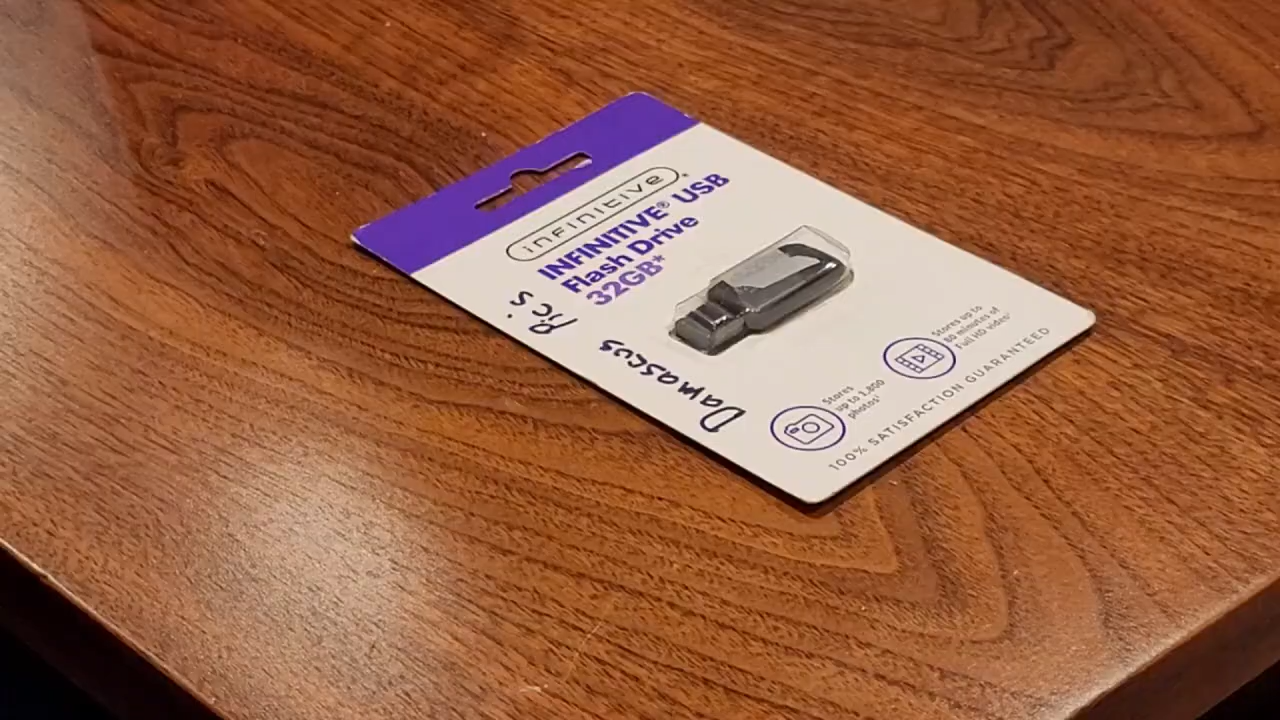 infinitive®
INFINITIVE® USB
Flash Drive
32GB*
Damascus
Pics
Stores
up to 1,800
photos¹
Stores up to
80 minutes of
Full HD video¹
100% SATISFACTION GUARANTEED